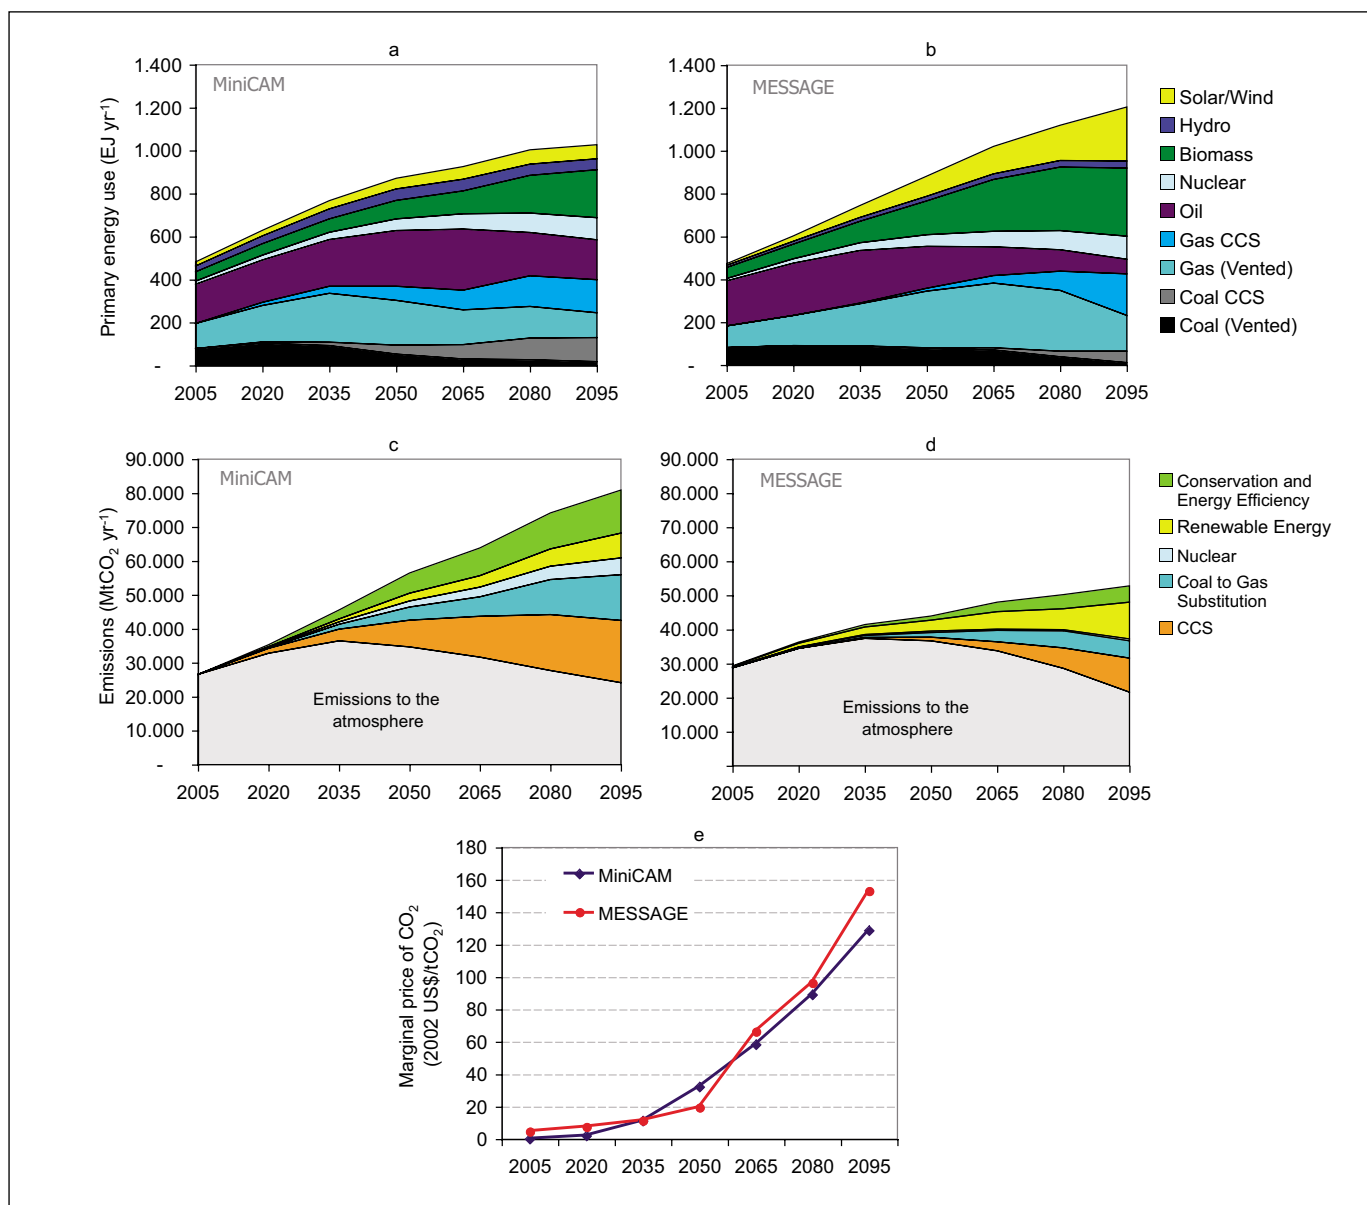 a
MiniCAM
Primary energy use (EJ yr⁻¹)
1.400
1.200
1.000
800
600
400
200
-
2005 2020 2035 2050 2065 2080 2095
b
MESSAGE
1.400
1.200
1.000
800
600
400
200
-
2005 2020 2035 2050 2065 2080 2095
Solar/Wind
Hydro
Biomass
Nuclear
Oil
Gas CCS
Gas (Vented)
Coal CCS
Coal (Vented)
c
MiniCAM
Emissions (MtCO₂ yr⁻¹)
90.000
80.000
70.000
60.000
50.000
40.000
30.000
20.000
10.000
-
Emissions to the
atmosphere
2005 2020 2035 2050 2065 2080 2095
d
MESSAGE
90.000
80.000
70.000
60.000
50.000
40.000
30.000
20.000
10.000
Emissions to the
atmosphere
2005 2020 2035 2050 2065 2080 2095
Conservation and
Energy Efficiency
Renewable Energy
Nuclear
Coal to Gas
Substitution
CCS
e
Marginal price of CO₂
(2002 US$/tCO₂)
180
160
140
120
100
80
60
40
20
0
MiniCAM
MESSAGE
2005 2020 2035 2050 2065 2080 2095